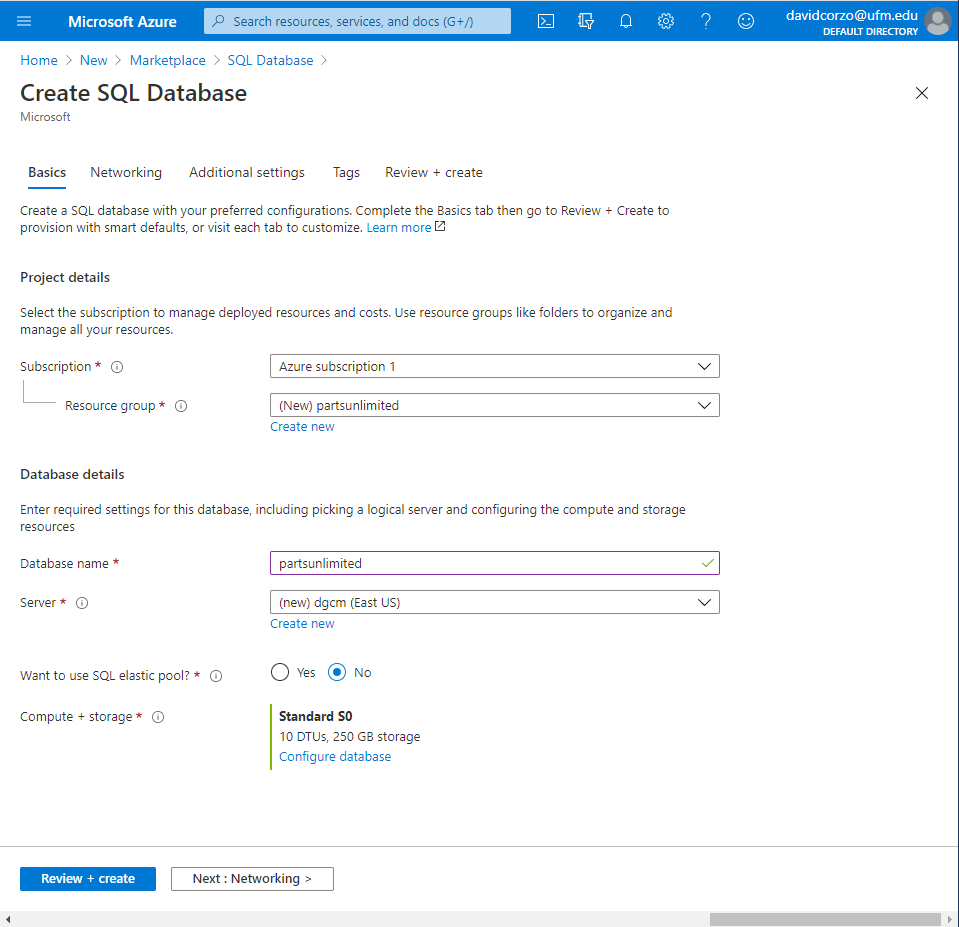 Microsoft Azure
Search resources, services, and docs (G+/)
davidcorzo@ufm.edu
DEFAULT DIRECTORY
Home > New > Marketplace > SQL Database >
Create SQL Database
Microsoft
Basics Networking Additional settings Tags Review + create
Create a SQL database with your preferred configurations. Complete the Basics tab then go to Review + Create to
provision with smart defaults, or visit each tab to customize. Learn more
Project details
Select the subscription to manage deployed resources and costs. Use resource groups like folders to organize and
manage all your resources.
Subscription *
Azure subscription 1
Resource group *
(New) partsunlimited
Create new
Database details
Enter required settings for this database, including picking a logical server and configuring the compute and storage
resources
Database name *
partsunlimited
Server *
(new) dgcm (East US)
Create new
Want to use SQL elastic pool? *
Yes No
Compute + storage *
Standard S0
10 DTUs, 250 GB storage
Configure database
Review + create
Next : Networking >